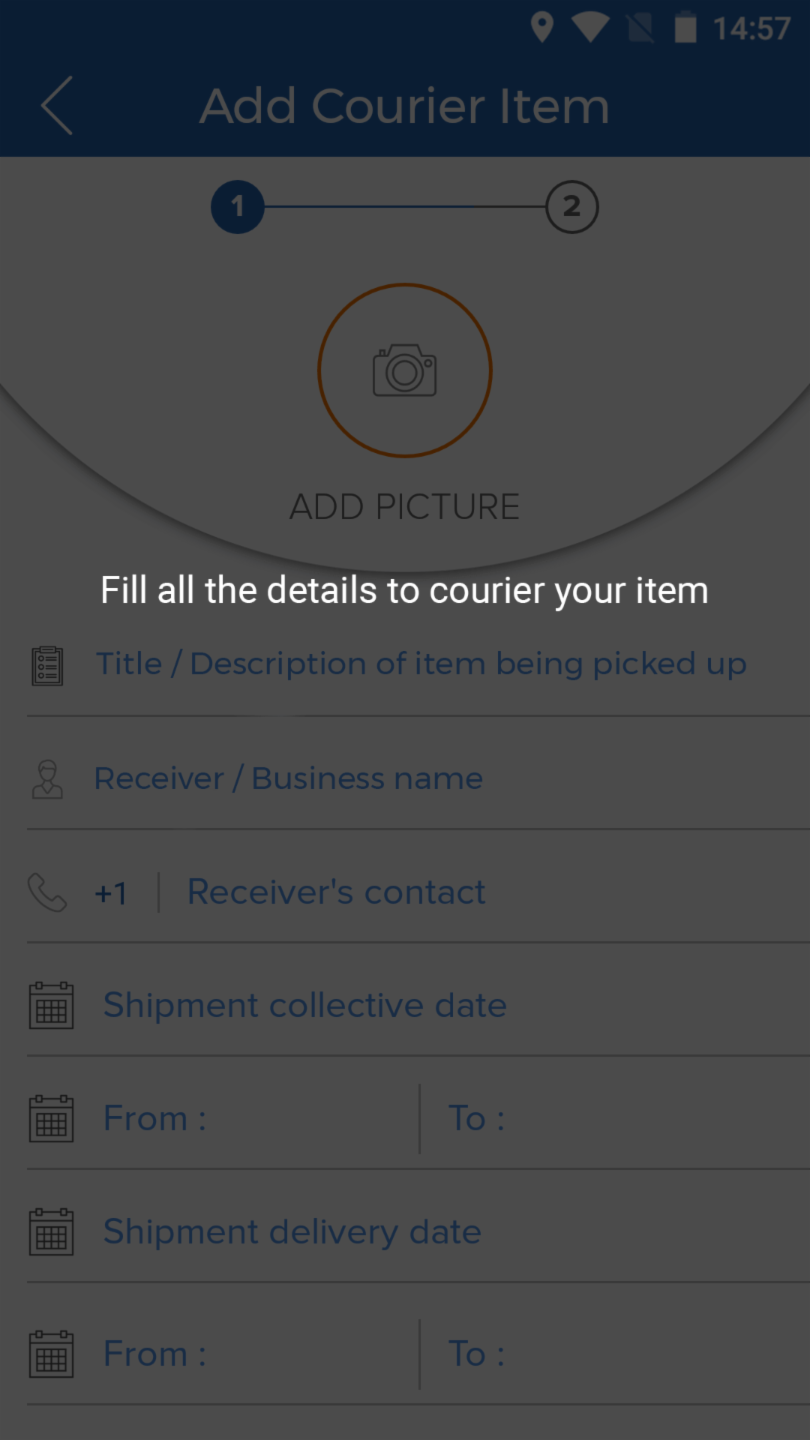 14:57
Add Courier Item
1 2
ADD PICTURE
Fill all the details to courier your item
Title / Description of item being picked up
Receiver / Business name
+1 Receiver's contact
Shipment collective date
From : To :
Shipment delivery date
From : To :